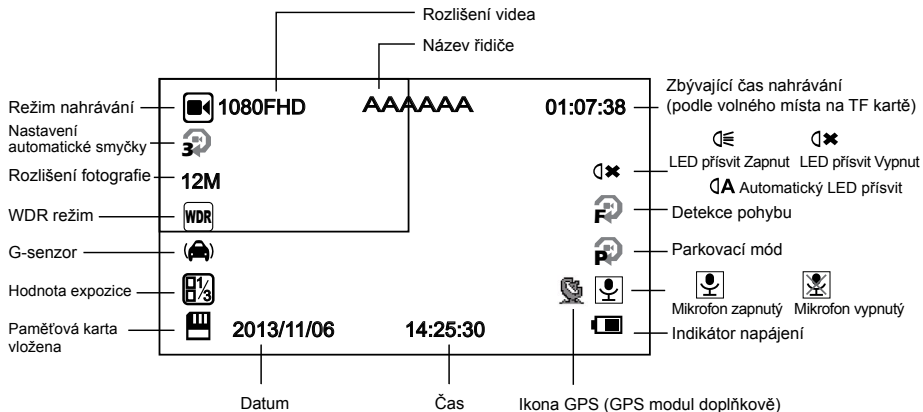 Rozlišení videa
Název řidiče
Režim nahrávání
1080FHD
AAAAAA
01:07:38
Zbývající čas nahrávání
(podle volného místa na TF kartě)
Nastavení
automatické smyčky
3
LED přísvit Zapnut
LED přísvit Vypnut
Rozlišení fotografie
12M
A Automatický LED přísvit
WDR režim
WDR
F
Detekce pohybu
G-senzor
P
Parkovací mód
Hodnota expozice
1/3
Mikrofon zapnutý
Mikrofon vypnutý
Paměťová karta
vložena
2013/11/06
14:25:30
Indikátor napájení
Datum
Čas
Ikona GPS (GPS modul doplňkově)